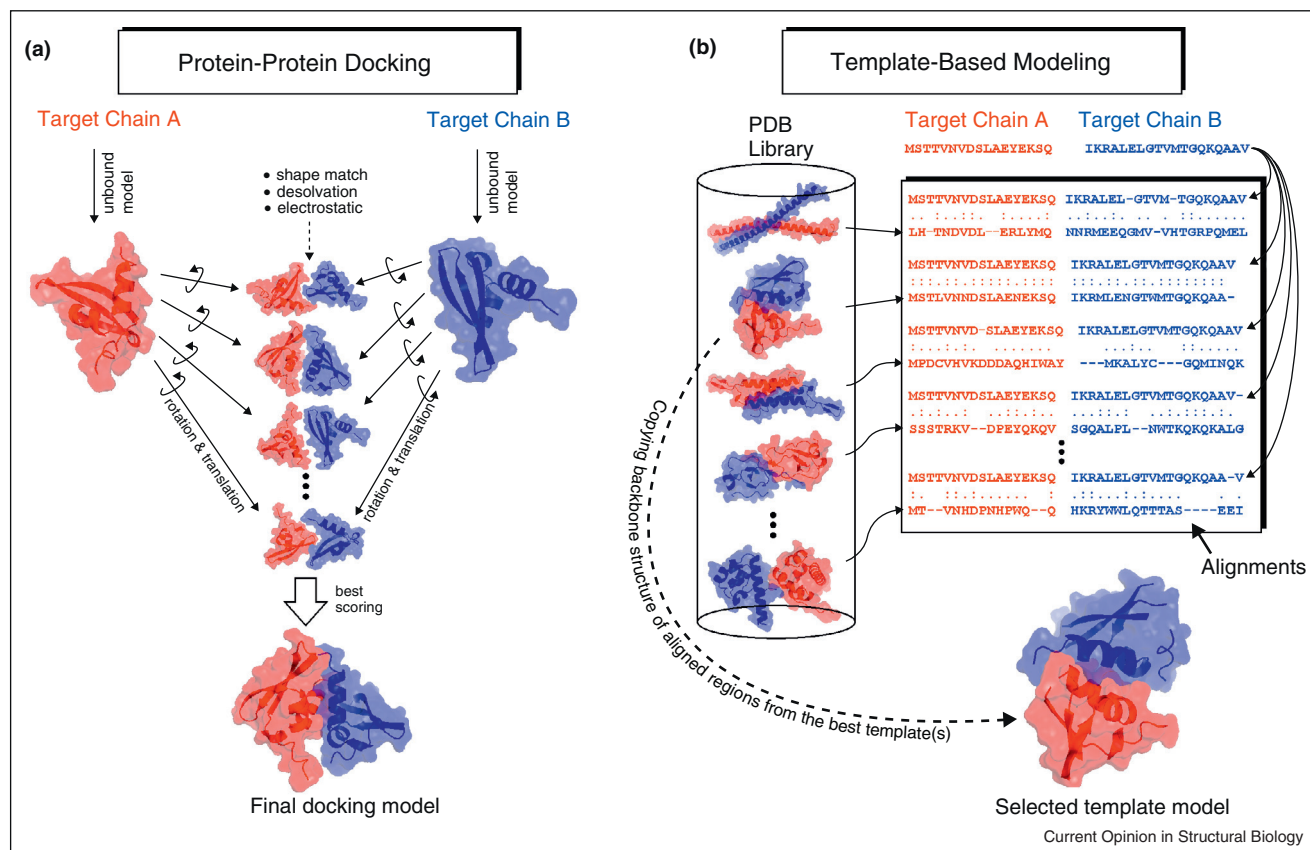 (a)
Protein-Protein Docking
Target Chain A
Target Chain B
unbound
model
• shape match
• desolvation
• electrostatic
unbound
model
rotation & translation
rotation & translation
best
scoring
Final docking model
(b)
Template-Based Modeling
PDB
Library
Target Chain A
Target Chain B
MSTTVNVDSLAEYEKSQ IKRALELGTVMTGQKQAAV
MSTTVNVDSLAEYEKSQ IKRALEL-GTVM-TGQKQAAV
LH-TNDVDL--ERLYMQ NNRMEEQGMV-VHTGRPQMEL
MSTTVNVDSLAEYEKSQ IKRALELGTVMTGQKQAAV
MSTLVNNDSLAENEKSQ IKRMLENGTWMTGQKQAA-
MSTTVNVD-SLAEYEKSQ IKRALELGTVMTGQKQAAV
MPDCVHVKDDDAQHIWAY ---MKALYC---GQMINQK
MSTTVNVDSLAEYEKSQ IKRALELGTVMTGQKQAAV-
SSSTRKV--DPEYQKQV SGQALPL--NWTKQKQKALG
MSTTVNVDSLAEYEKSQ IKRALELGTVMTGQKQAA-V
MT--VNHDPNHPWQ--Q HKRYWWLQTTTAS----EEI
Alignments
Copying backbone structure of aligned regions from the best template(s)
Selected template model
Current Opinion in Structural Biology